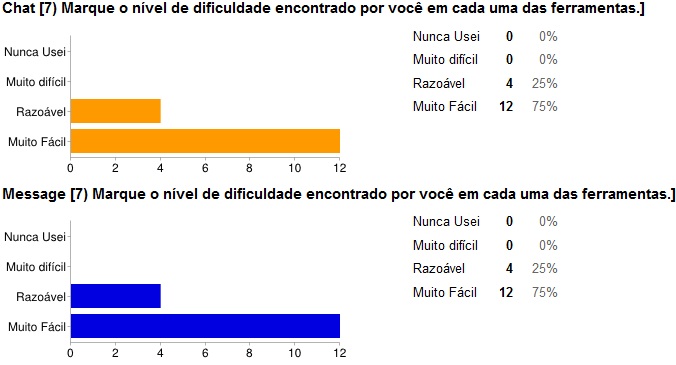 Chat [7) Marque o nível de dificuldade encontrado por você em cada uma das ferramentas.]
Nunca Usei
Muito difícil
Razoável
Muito Fácil
0 2 4 6 8 10 12
Nunca Usei 0 0%
Muito difícil 0 0%
Razoável 4 25%
Muito Fácil 12 75%
Message [7) Marque o nível de dificuldade encontrado por você em cada uma das ferramentas.]
Nunca Usei
Muito difícil
Razoável
Muito Fácil
0 2 4 6 8 10 12
Nunca Usei 0 0%
Muito difícil 0 0%
Razoável 4 25%
Muito Fácil 12 75%